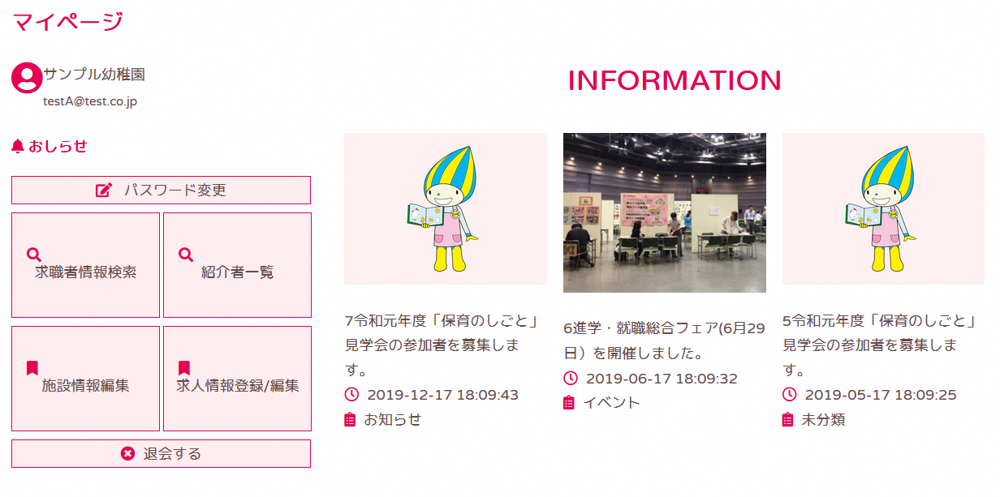 マイページ
サンプル幼稚園
testA@test.co.jp
おしらせ
パスワード変更
求職者情報検索
紹介者一覧
施設情報編集
求人情報登録/編集
退会する
INFORMATION
7令和元年度「保育のしごと」
見学会の参加者を募集しま
す。
2019-12-17 18:09:43
お知らせ
6進学・就職総合フェア(6月29
日）を開催しました。
2019-06-17 18:09:32
イベント
5令和元年度「保育のしごと」
見学会の参加者を募集しま
す。
2019-05-17 18:09:25
未分類